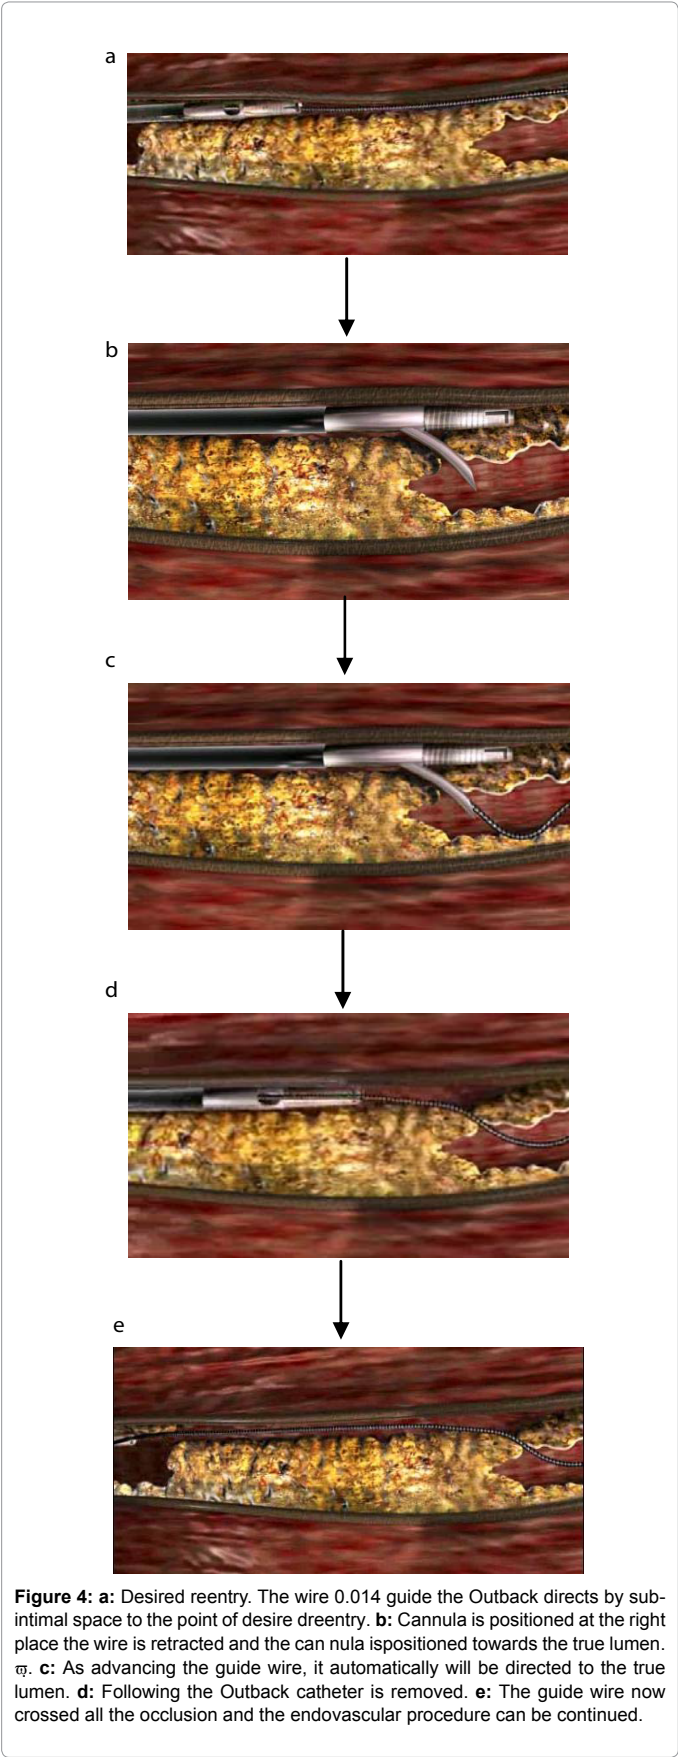 a
b
c
d
e
Figure 4: a: Desired reentry. The wire 0.014 guide the Outback directs by sub-
intimal space to the point of desire dreentry. b: Cannula is positioned at the right
place the wire is retracted and the can nula ispositioned towards the true lumen.
ϖ. c: As advancing the guide wire, it automatically will be directed to the true
lumen. d: Following the Outback catheter is removed. e: The guide wire now
crossed all the occlusion and the endovascular procedure can be continued.